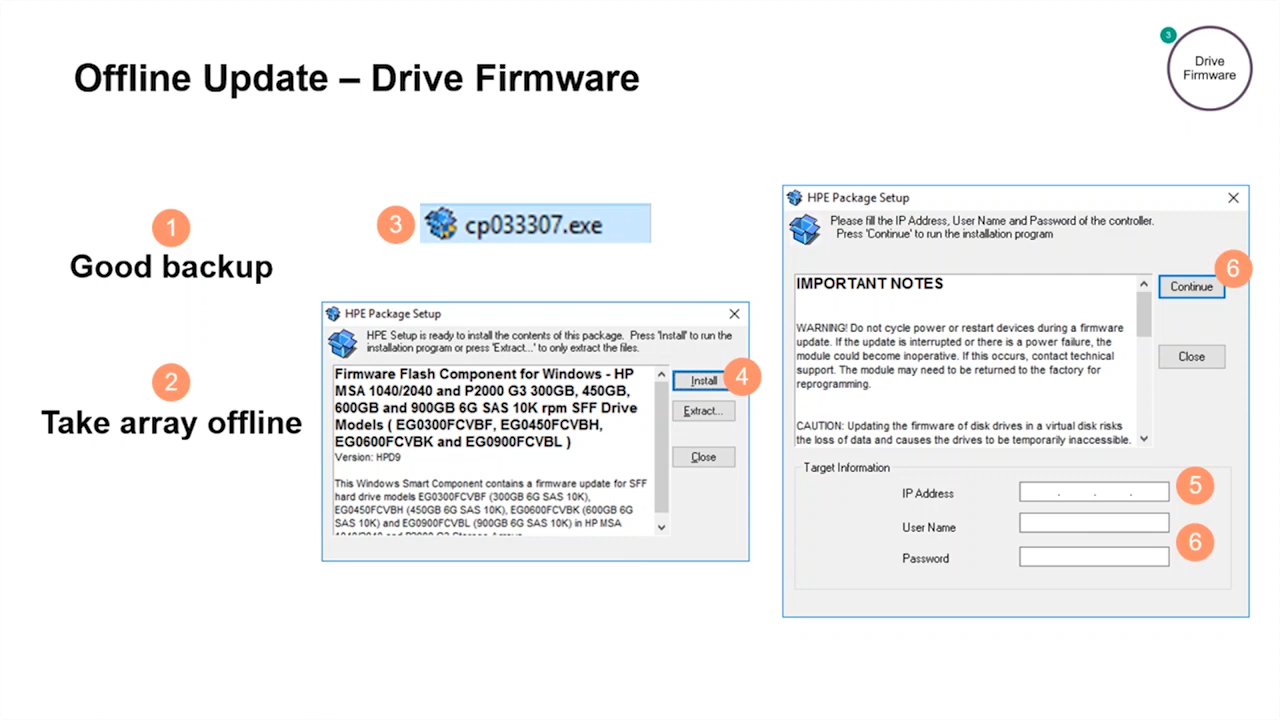 Offline Update – Drive Firmware
3
Drive
Firmware
1
Good backup
2
Take array offline
3
cp033307.exe
HPE Package Setup
HPE Setup is ready to install the contents of this package. Press 'Install' to run the
installation program or press 'Extract...' to only extract the files.
Firmware Flash Component for Windows - HP
MSA 1040/2040 and P2000 G3 300GB, 450GB,
600GB and 900GB 6G SAS 10K rpm SFF Drive
Models ( EG0300FCVBF, EG0450FCVBH,
EG0600FCVBK and EG0900FCVBL )
Version: HPD9
This Windows Smart Component contains a firmware update for SFF
hard drive models EG0300FCVBF (300GB 6G SAS 10K),
EG0450FCVBH (450GB 6G SAS 10K), EG0600FCVBK (600GB 6G
SAS 10K) and EG0900FCVBL (900GB 6G SAS 10K) in HP MSA
1040/2040 and P2000 G3 Storage Arrays
Install
4
Extract...
Close
HPE Package Setup
Please fill the IP Address, User Name and Password of the controller.
Press 'Continue' to run the installation program
IMPORTANT NOTES
WARNING! Do not cycle power or restart devices during a firmware
update. If the update is interrupted or there is a power failure, the
module could become inoperative. If this occurs, contact technical
support. The module may need to be returned to the factory for
reprogramming.
CAUTION: Updating the firmware of disk drives in a virtual disk risks
the loss of data and causes the drives to be temporarily inaccessible.
6
Continue
Close
Target Information
IP Address
5
User Name
6
Password